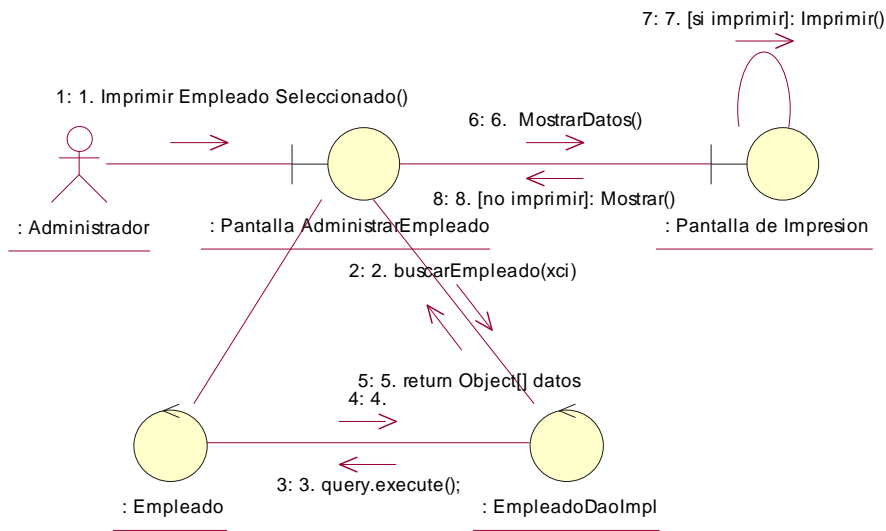 7: 7. [si imprimir]: Imprimir()
1: 1. Imprimir Empleado Seleccionado()
6: 6.  MostrarDatos()
8: 8. [no imprimir]: Mostrar()
: Administrador
: Pantalla AdministrarEmpleado
: Pantalla de Impresion
2: 2. buscarEmpleado(xci)
5: 5. return Object[] datos
4: 4.
3: 3. query.execute();
: Empleado
: EmpleadoDaoImpl